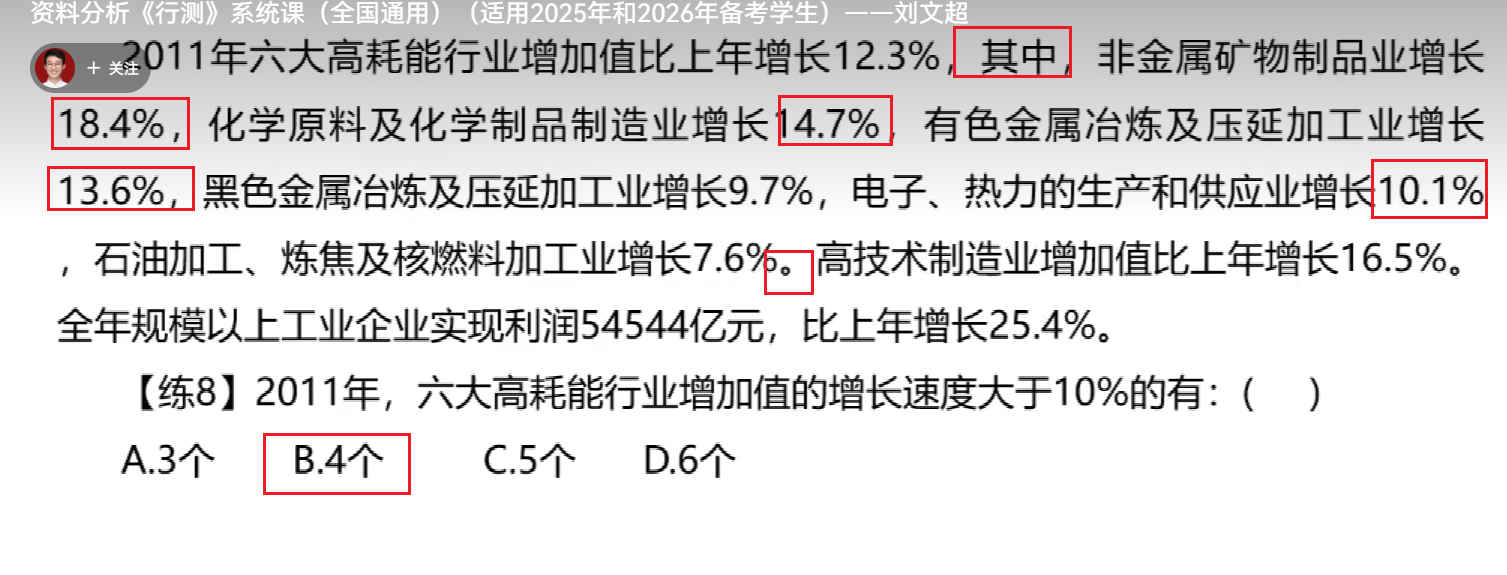 资料分析《行测》系统课（全国通用）（适用2025年和2026年备考学生）——刘文超
+ 关注
2011年六大高耗能行业增加值比上年增长12.3%，其中，非金属矿物制品业增长
18.4%，化学原料及化学制品制造业增长14.7%，有色金属冶炼及压延加工业增长
13.6%，黑色金属冶炼及压延加工业增长9.7%，电子、热力的生产和供应业增长10.1%
，石油加工、炼焦及核燃料加工业增长7.6%。高技术制造业增加值比上年增长16.5%。
全年规模以上工业企业实现利润54544亿元，比上年增长25.4%。
【练8】2011年，六大高耗能行业增加值的增长速度大于10%的有：（ ）
A.3个 B.4个 C.5个 D.6个